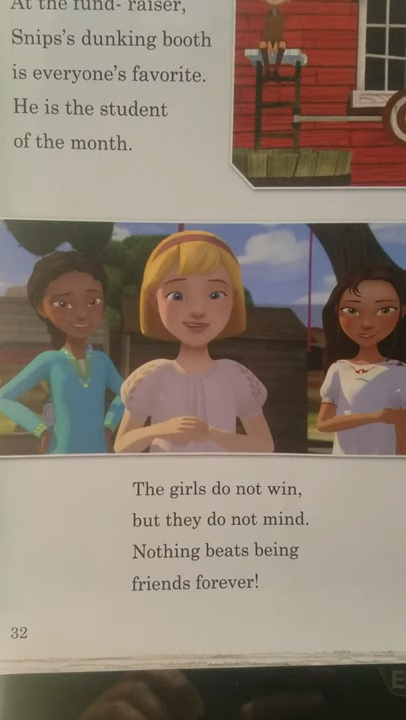 At the fund- raiser,
Snips's dunking booth
is everyone's favorite.
He is the student
of the month.
The girls do not win,
but they do not mind.
Nothing beats being
friends forever!
32
E